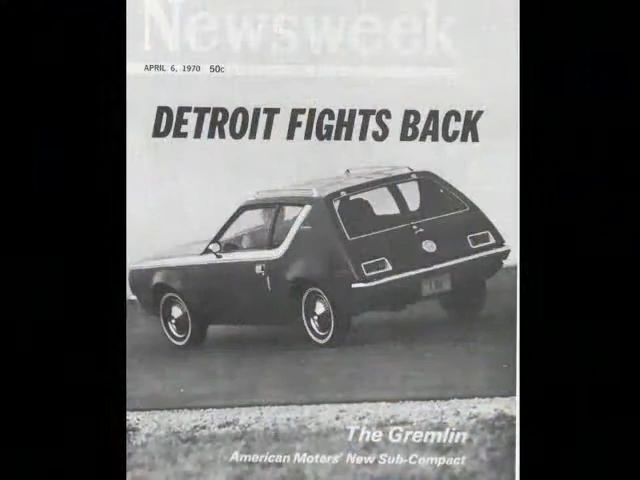 Newsweek
APRIL 6, 1970 50c
DETROIT FIGHTS BACK
The Gremlin
American Motors' New Sub-Compact